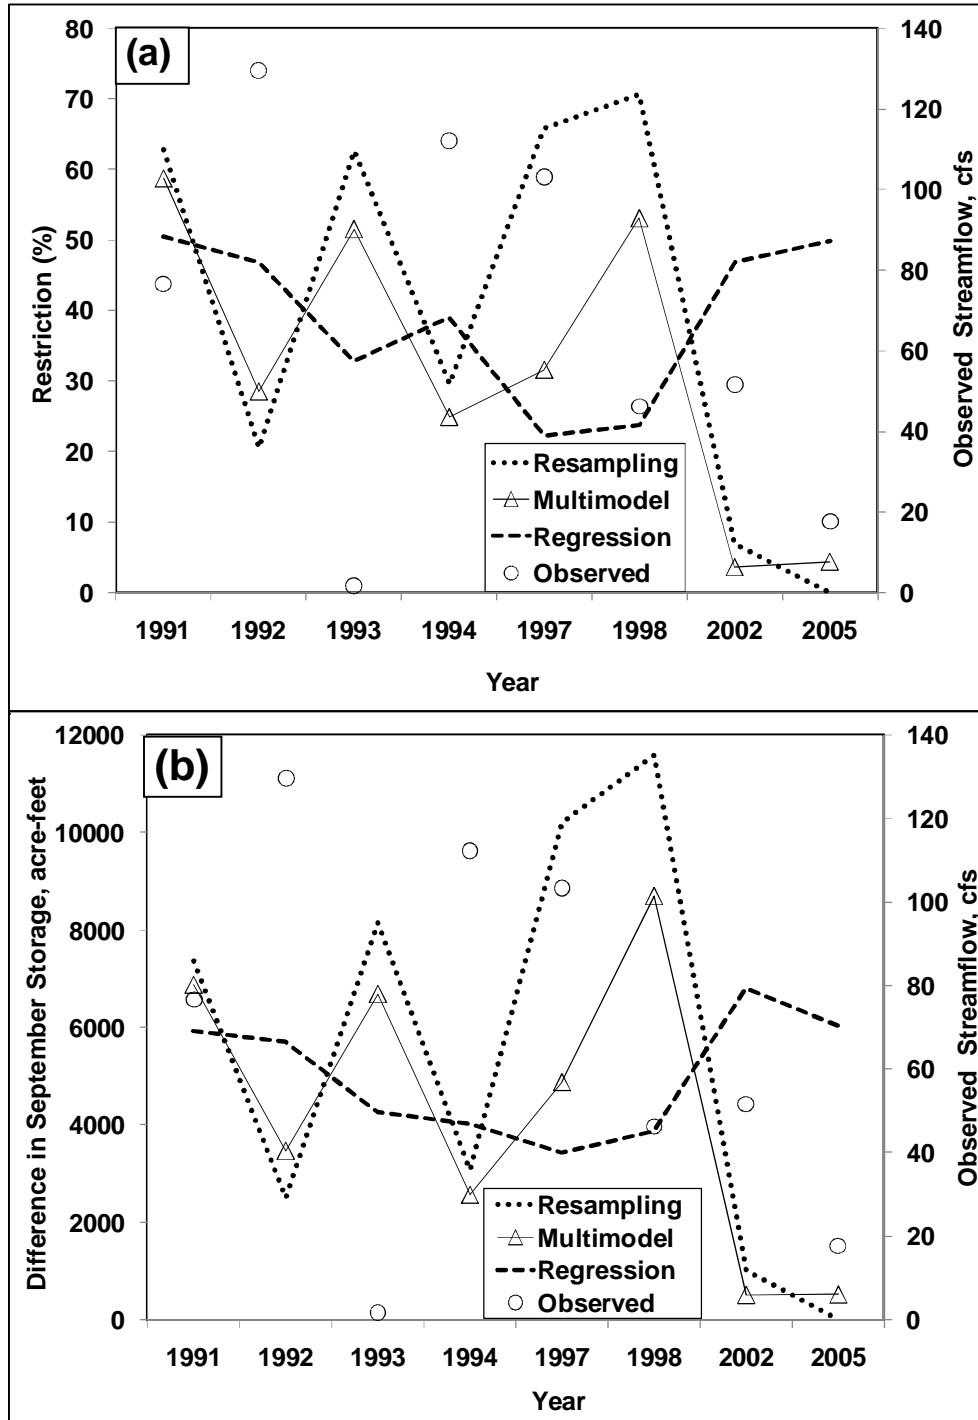 (a)
80
70
60
50
40
30
20
10
0
Restriction (%)
140
120
100
80
60
40
20
0
Observed Streamflow, cfs
Resampling
Multimodel
Regression
Observed
1991 1992 1993 1994 1997 1998 2002 2005
Year
(b)
12000
10000
8000
6000
4000
2000
0
Difference in September Storage, acre-feet
140
120
100
80
60
40
20
0
Observed Streamflow, cfs
Resampling
Multimodel
Regression
Observed
1991 1992 1993 1994 1997 1998 2002 2005
Year